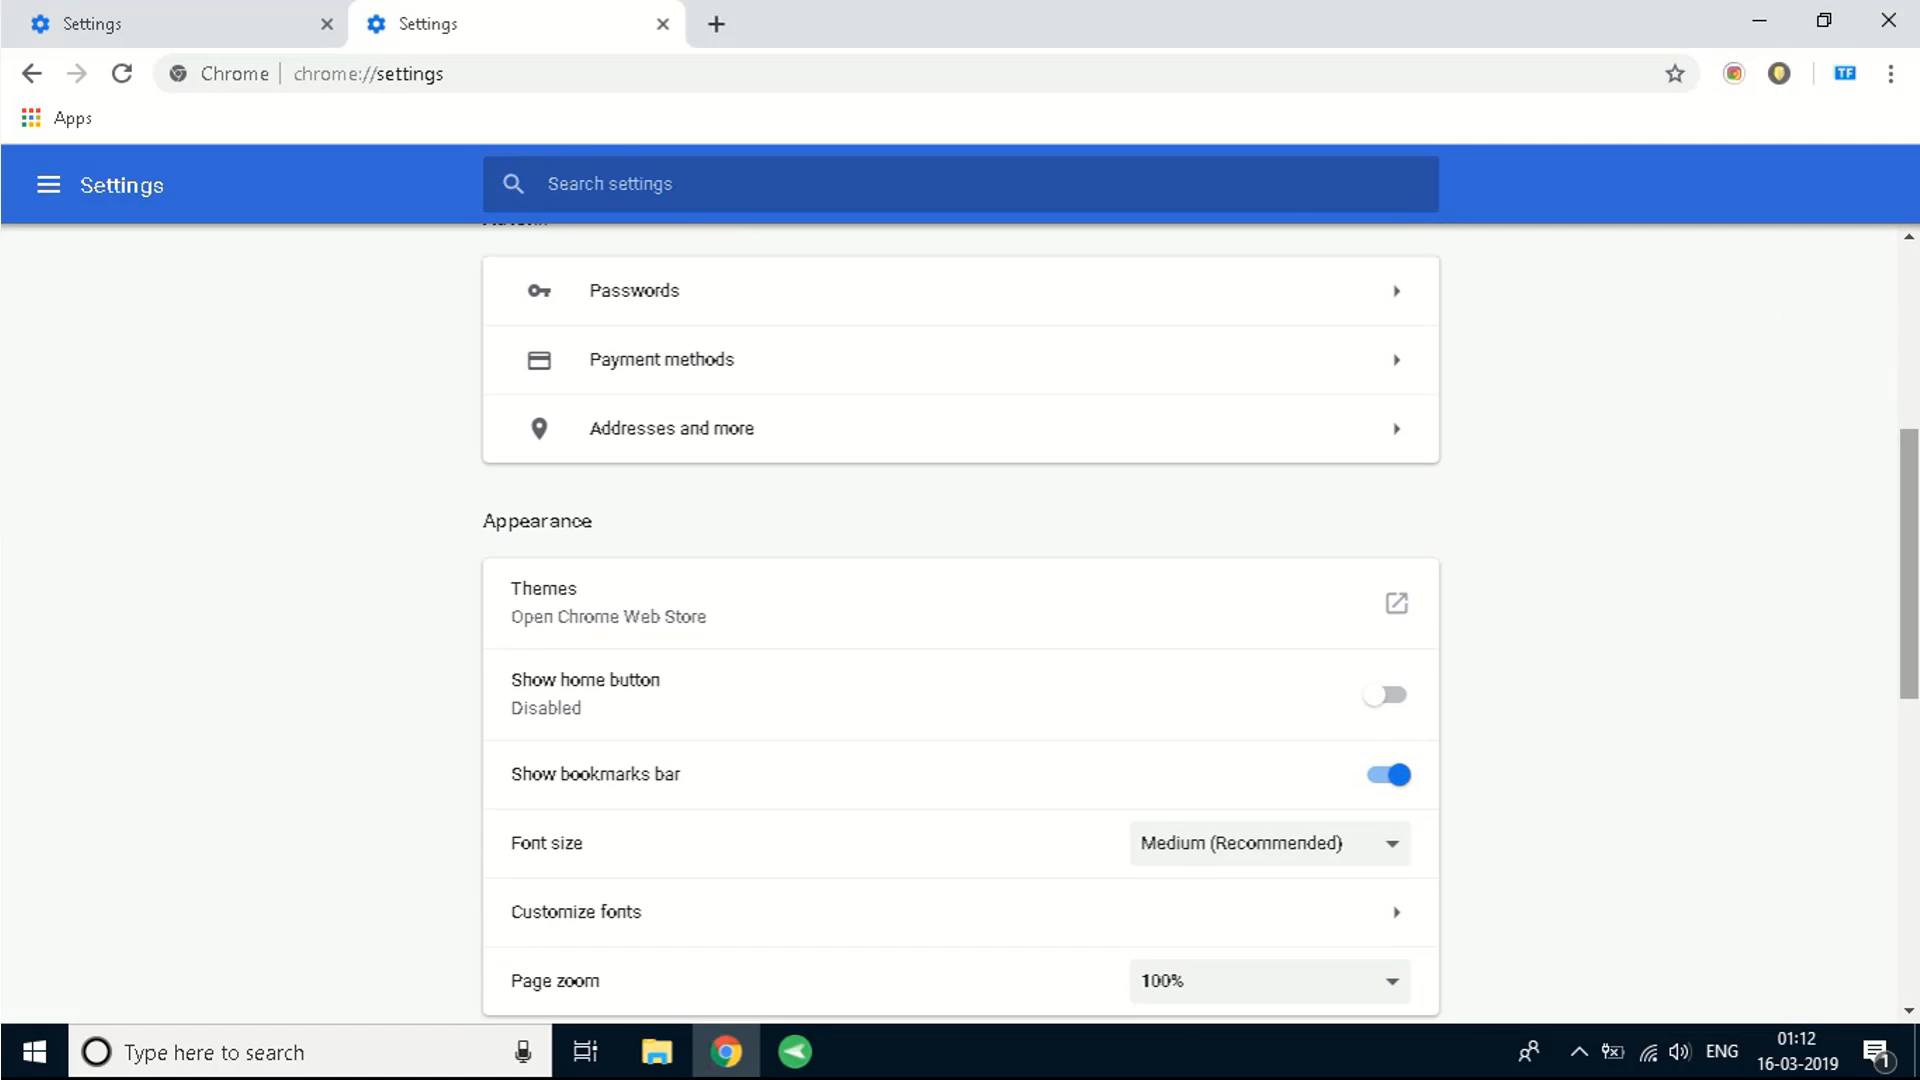 Settings
Settings
Chrome
chrome://settings
TF
Apps
Settings
Search settings
Passwords
Payment methods
Addresses and more
Appearance
Themes
Open Chrome Web Store
Show home button
Disabled
Show bookmarks bar
Font size
Medium (Recommended)
Customize fonts
Page zoom
100%
Type here to search
ENG
01:12
16-03-2019
1